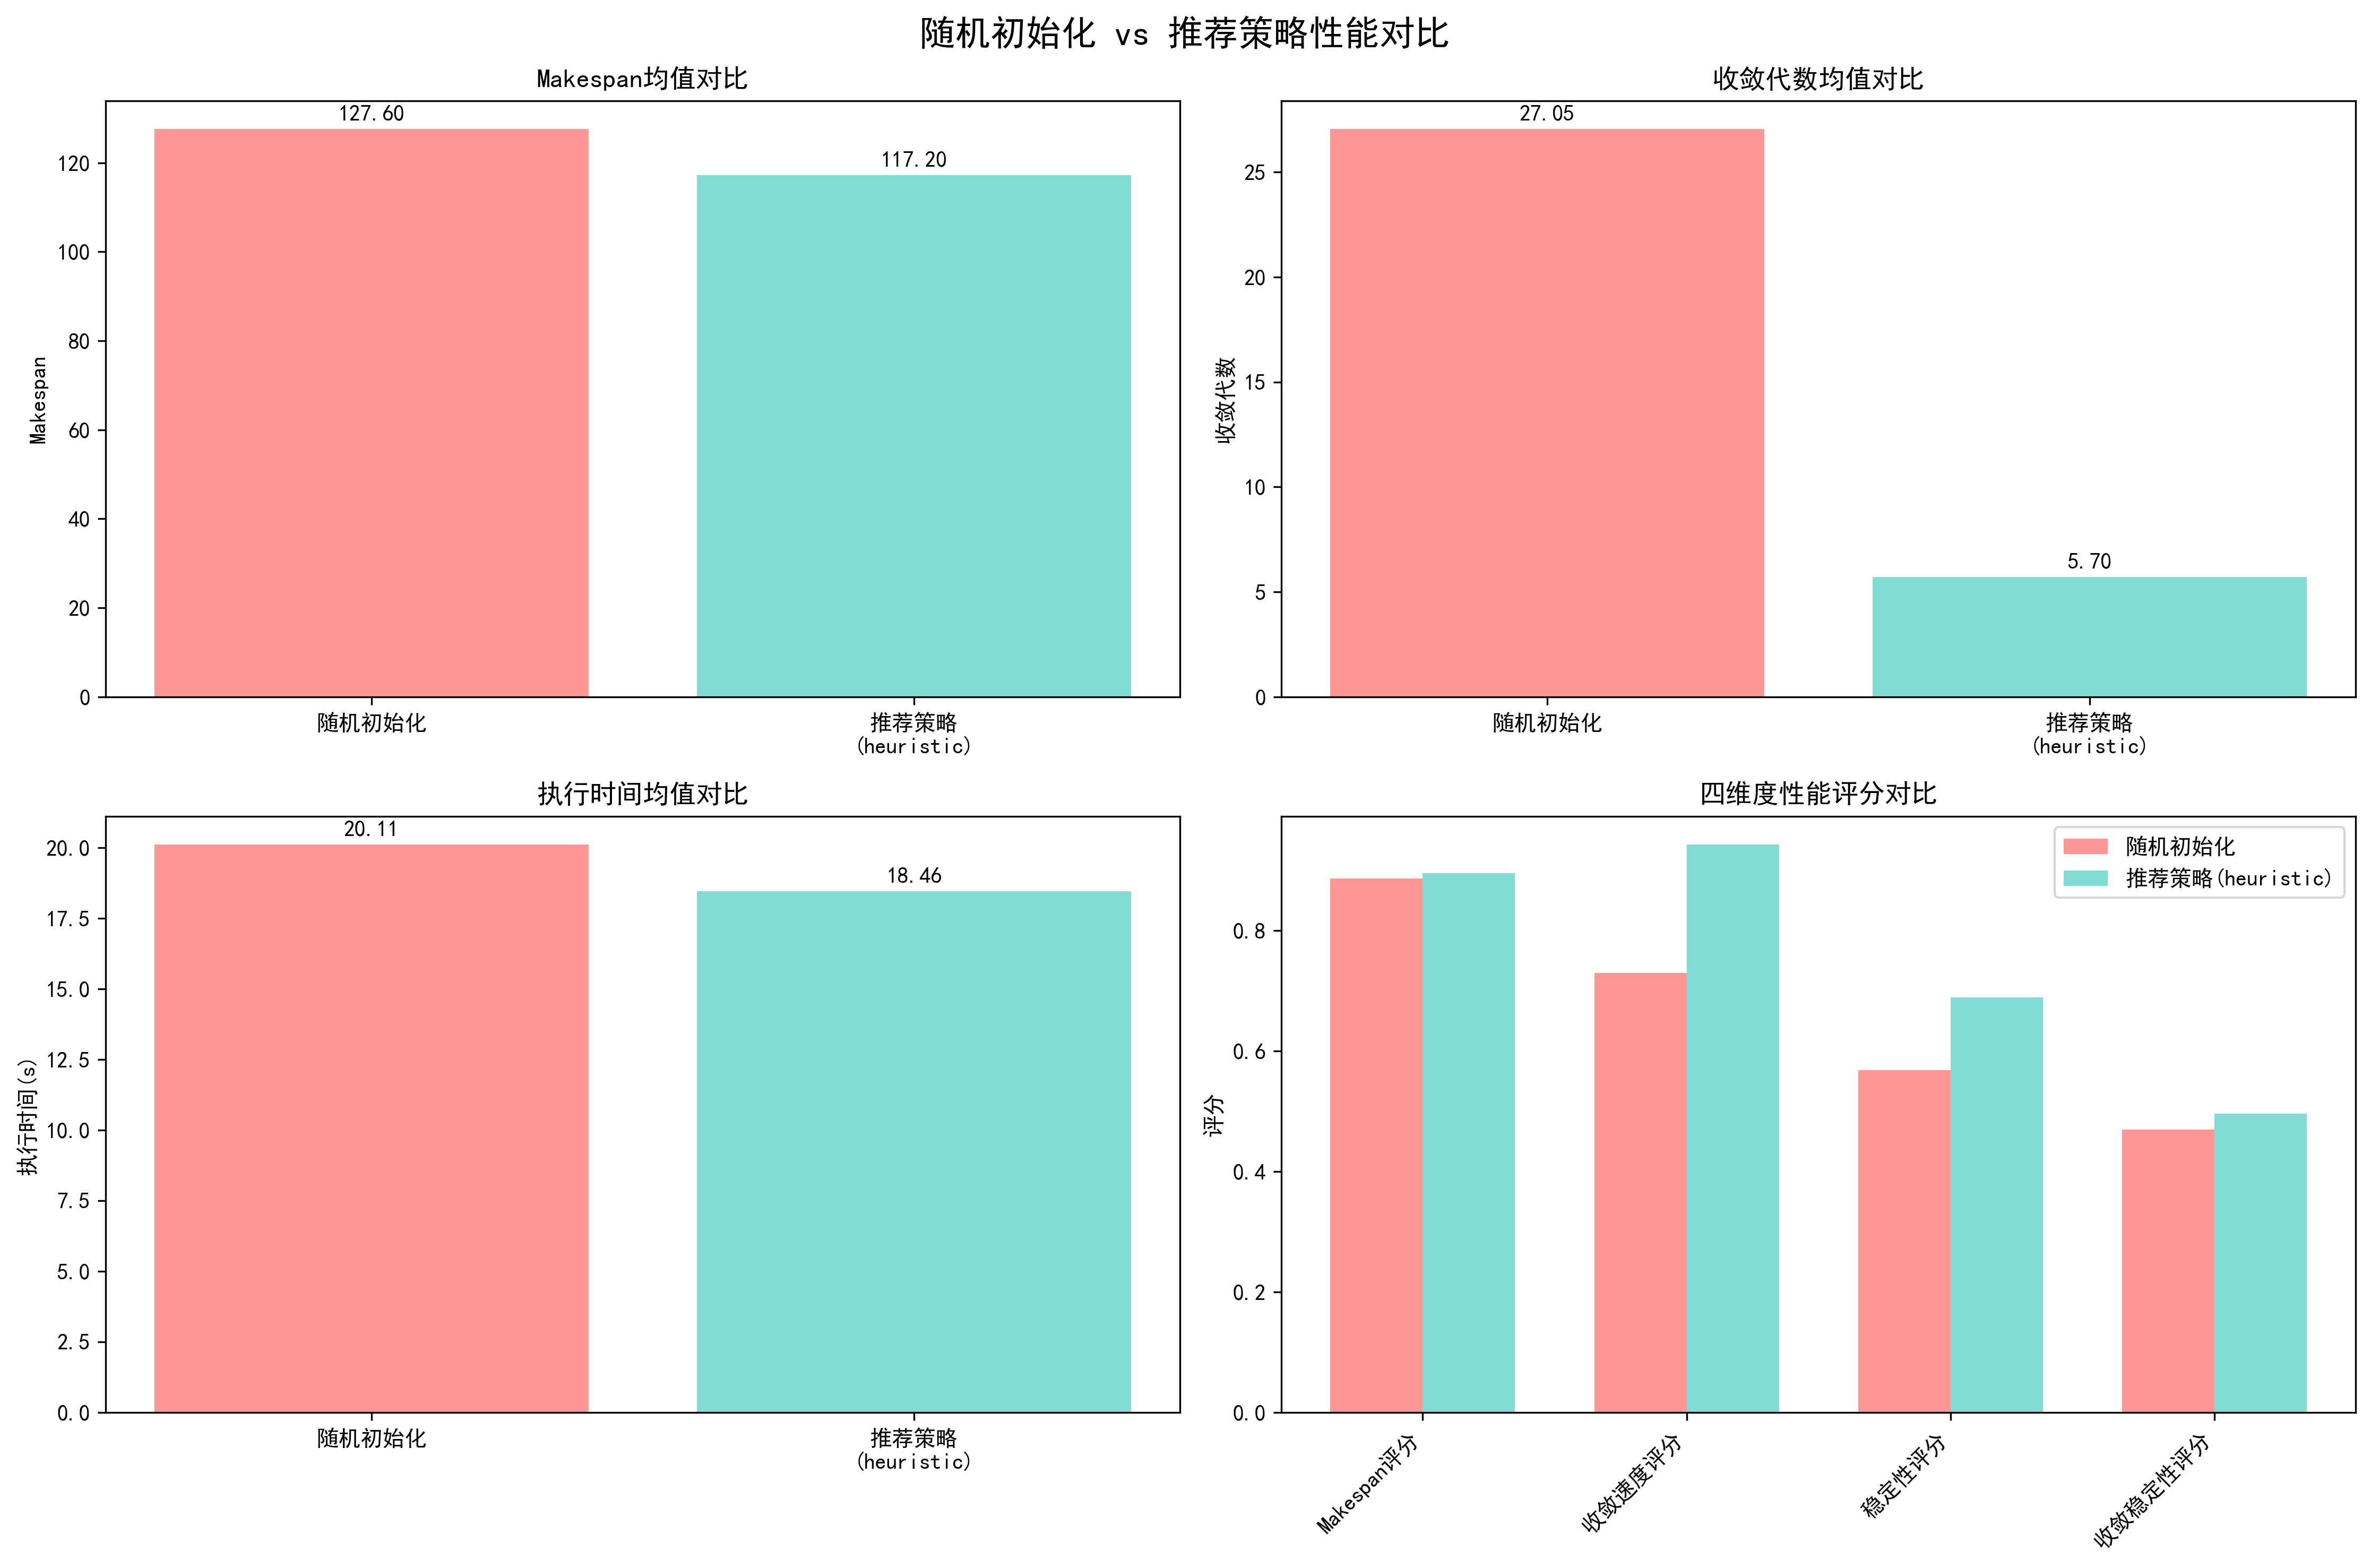 随机初始化 vs 推荐策略性能对比
Makespan均值对比
127.60
117.20
120
100
80
60
40
20
0
Makespan
随机初始化
推荐策略
(heuristic)
收敛代数均值对比
27.05
5.70
25
20
15
10
5
0
收敛代数
随机初始化
推荐策略
(heuristic)
执行时间均值对比
20.11
18.46
20.0
17.5
15.0
12.5
10.0
7.5
5.0
2.5
0.0
执行时间(s)
随机初始化
推荐策略
(heuristic)
四维度性能评分对比
随机初始化
推荐策略(heuristic)
0.8
0.6
0.4
0.2
0.0
评分
Makespan评分
收敛速度评分
稳定性评分
收敛稳定性评分